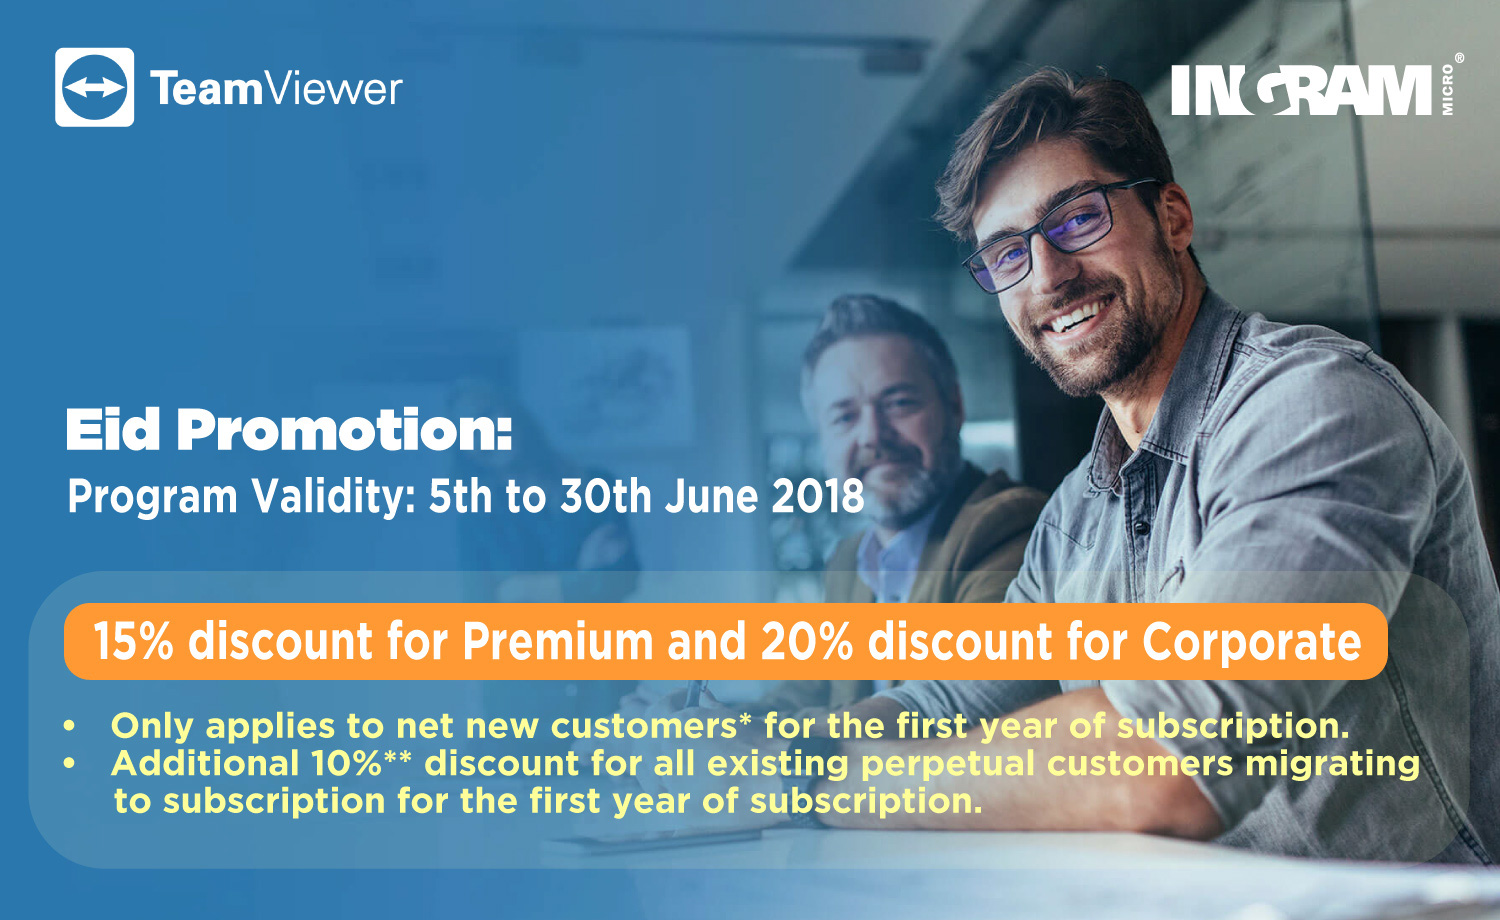 TeamViewer
INGRAM MICRO®
Eid Promotion:
Program Validity: 5th to 30th June 2018
15% discount for Premium and 20% discount for Corporate
• Only applies to net new customers* for the first year of subscription.
• Additional 10%** discount for all existing perpetual customers migrating
to subscription for the first year of subscription.